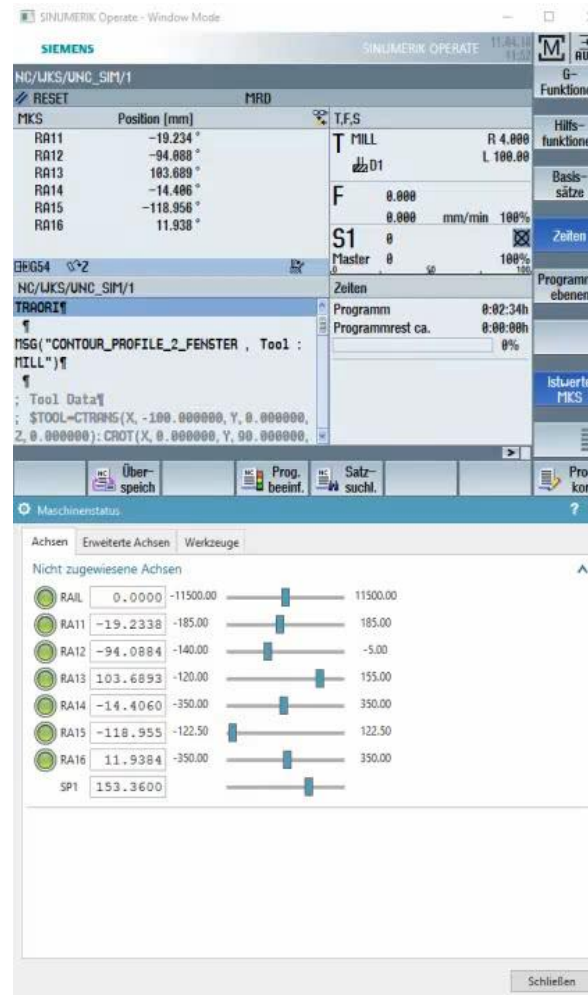 SINUMERIK Operate - Window Mode
SIEMENS
SINUMERIK OPERATE
NC/WKS/UNC_SIM/1
RESET
MRD
MKS Position [mm]
RA11 -19.234 °
RA12 -94.088 °
RA13 103.689 °
RA14 -14.406 °
RA15 -118.956 °
RA16 11.938 °
G54 Z
T,F,S
T MILL R 4.000
D1 L 100.00
F 0.000
0.000 mm/min 100%
S1 0
Master 0 100%
0 50 100
G-
Funktione
Hilfs-
funktione
Basis-
sätze
Zeiten
Programm
ebenen
Istwerte
MKS
NC/WKS/UNC_SIM/1
TRAORI¶
¶
MSG("CONTOUR_PROFILE_2_FENSTER , Tool :
MILL")¶
¶
; Tool Data¶
; $TOOL=CTRANS(X, -100.000000, Y, 0.000000,
Z, 0.000000): CROT(X, 0.000000, Y, 90.000000,
Zeiten
Programm 0:02:34h
Programmrest ca. 0:00:00h
0%
Über-
speich
Prog.
beeinf.
Satz-
suchl.
Pro
kor
Maschinenstatus ?
Achsen Erweiterte Achsen Werkzeuge
Nicht zugewiesene Achsen
RAIL 0.0000 -11500.00 11500.00
RA11 -19.2338 -185.00 185.00
RA12 -94.0884 -140.00 -5.00
RA13 103.6893 -120.00 155.00
RA14 -14.4060 -350.00 350.00
RA15 -118.955 -122.50 122.50
RA16 11.9384 -350.00 350.00
SP1 153.3600
Schließen